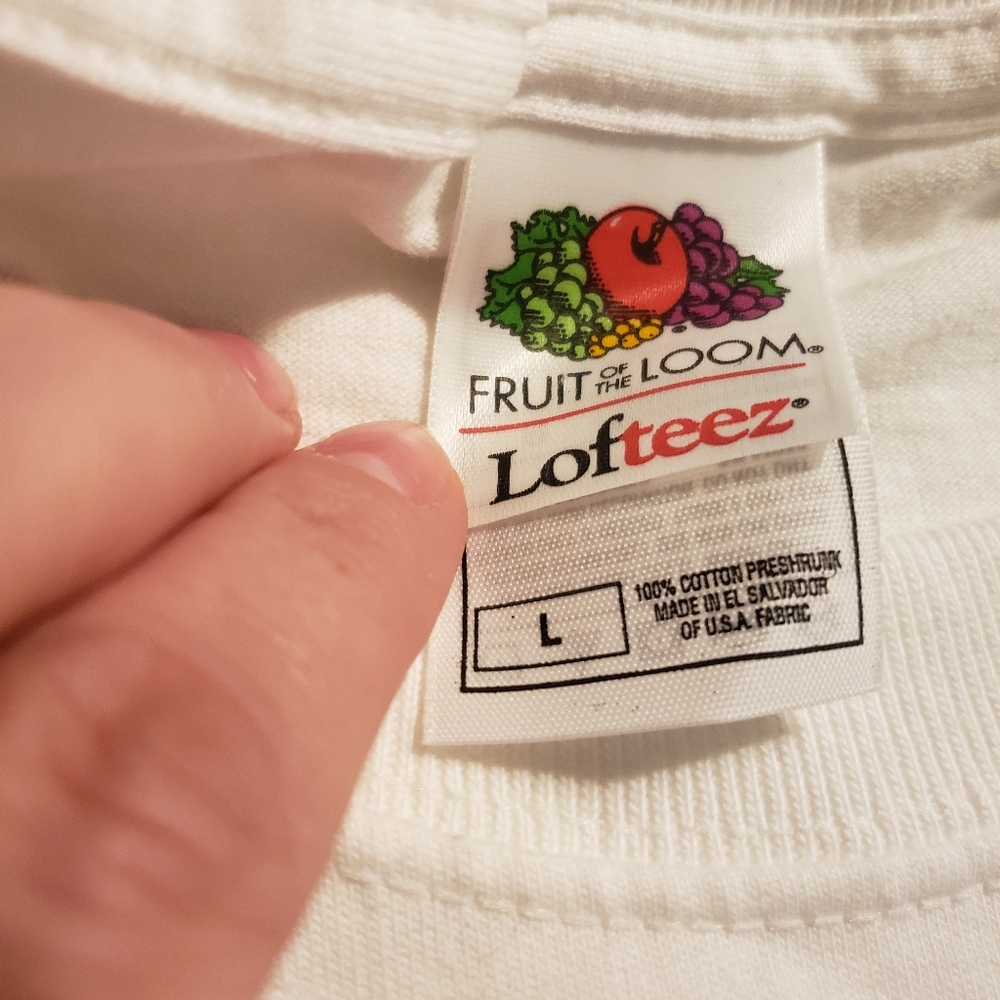 FRUIT OF THE LOOM®
Lofteez®
L
100% COTTON PRESHRUNK
MADE IN EL SALVADOR
OF U.S.A. FABRIC